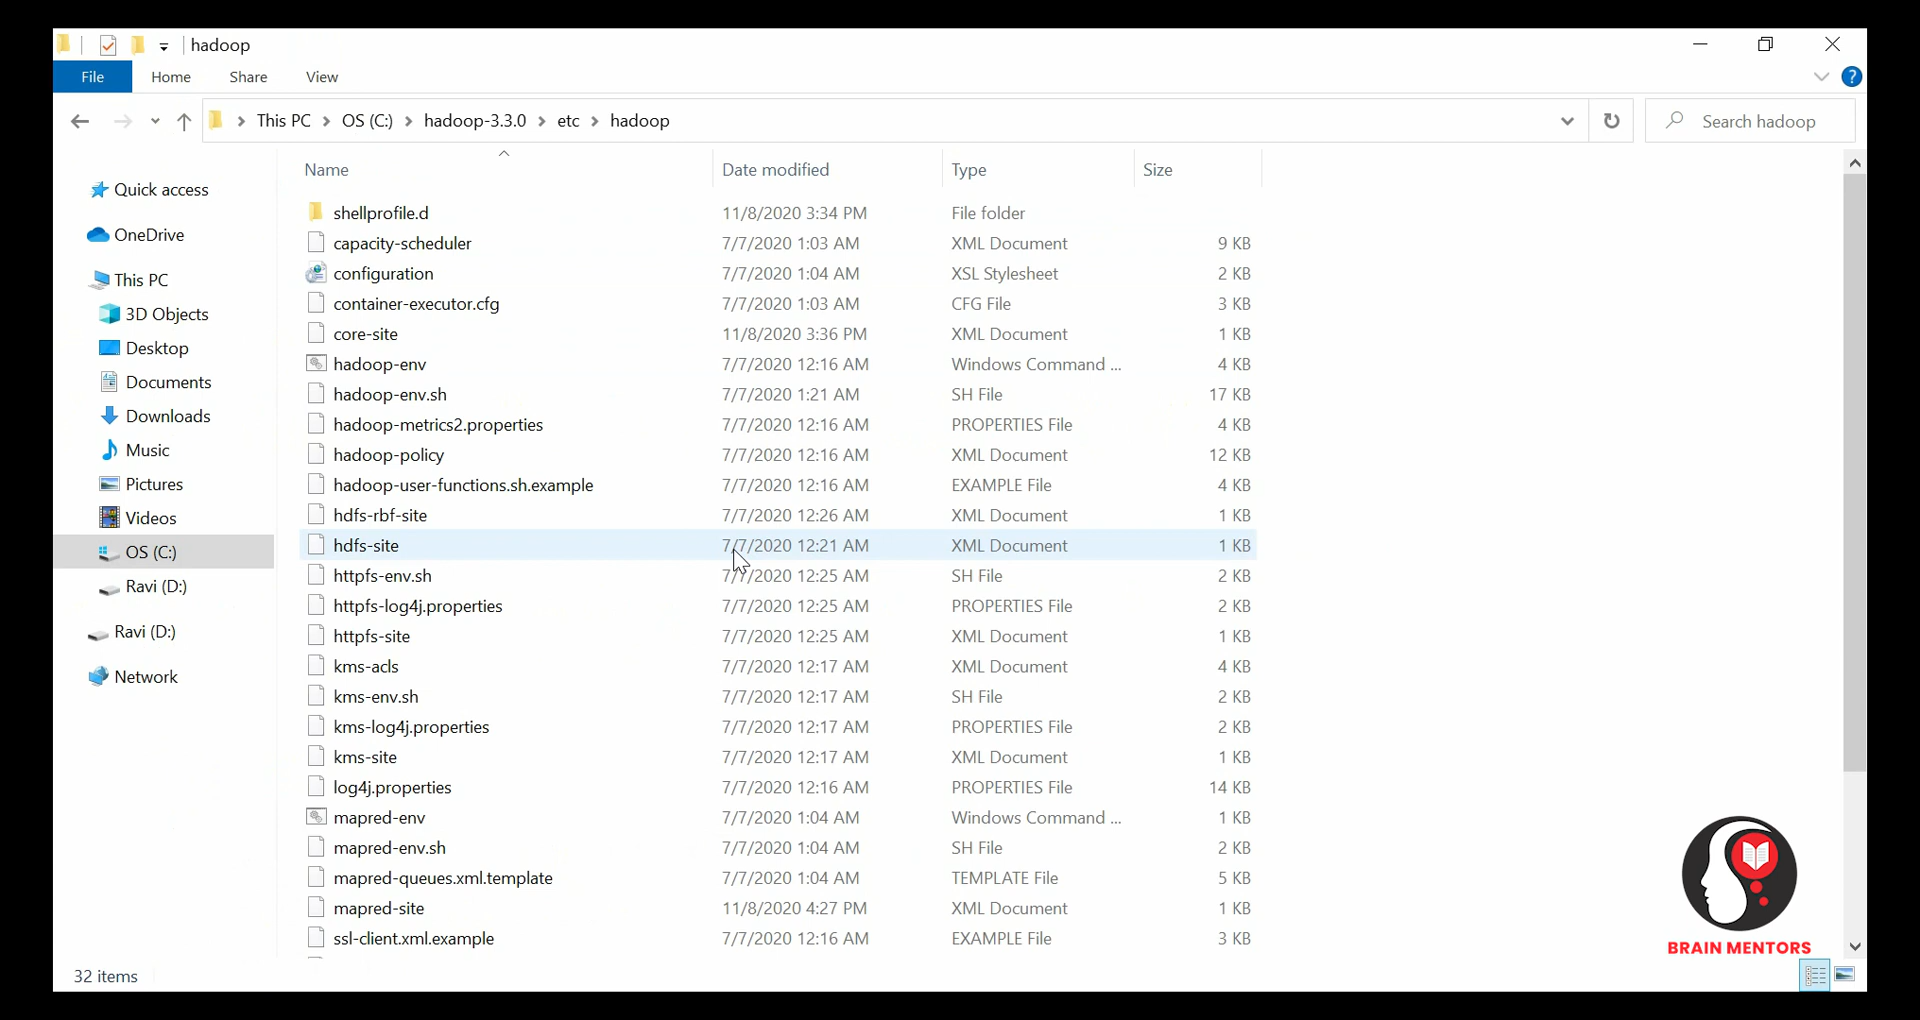 hadoop
File Home Share View
This PC OS (C:) hadoop-3.3.0 etc hadoop
Search hadoop
Name Date modified Type Size
Quick access
OneDrive
This PC
3D Objects
Desktop
Documents
Downloads
Music
Pictures
Videos
OS (C:)
Ravi (D:)
Ravi (D:)
Network
shellprofile.d 11/8/2020 3:34 PM File folder
capacity-scheduler 7/7/2020 1:03 AM XML Document 9 KB
configuration 7/7/2020 1:04 AM XSL Stylesheet 2 KB
container-executor.cfg 7/7/2020 1:03 AM CFG File 3 KB
core-site 11/8/2020 3:36 PM XML Document 1 KB
hadoop-env 7/7/2020 12:16 AM Windows Command ... 4 KB
hadoop-env.sh 7/7/2020 1:21 AM SH File 17 KB
hadoop-metrics2.properties 7/7/2020 12:16 AM PROPERTIES File 4 KB
hadoop-policy 7/7/2020 12:16 AM XML Document 12 KB
hadoop-user-functions.sh.example 7/7/2020 12:16 AM EXAMPLE File 4 KB
hdfs-rbf-site 7/7/2020 12:26 AM XML Document 1 KB
hdfs-site 7/7/2020 12:21 AM XML Document 1 KB
httpfs-env.sh 7/7/2020 12:25 AM SH File 2 KB
httpfs-log4j.properties 7/7/2020 12:25 AM PROPERTIES File 2 KB
httpfs-site 7/7/2020 12:25 AM XML Document 1 KB
kms-acls 7/7/2020 12:17 AM XML Document 4 KB
kms-env.sh 7/7/2020 12:17 AM SH File 2 KB
kms-log4j.properties 7/7/2020 12:17 AM PROPERTIES File 2 KB
kms-site 7/7/2020 12:17 AM XML Document 1 KB
log4j.properties 7/7/2020 12:16 AM PROPERTIES File 14 KB
mapred-env 7/7/2020 1:04 AM Windows Command ... 1 KB
mapred-env.sh 7/7/2020 1:04 AM SH File 2 KB
mapred-queues.xml.template 7/7/2020 1:04 AM TEMPLATE File 5 KB
mapred-site 11/8/2020 4:27 PM XML Document 1 KB
ssl-client.xml.example 7/7/2020 12:16 AM EXAMPLE File 3 KB
BRAIN MENTORS
32 items